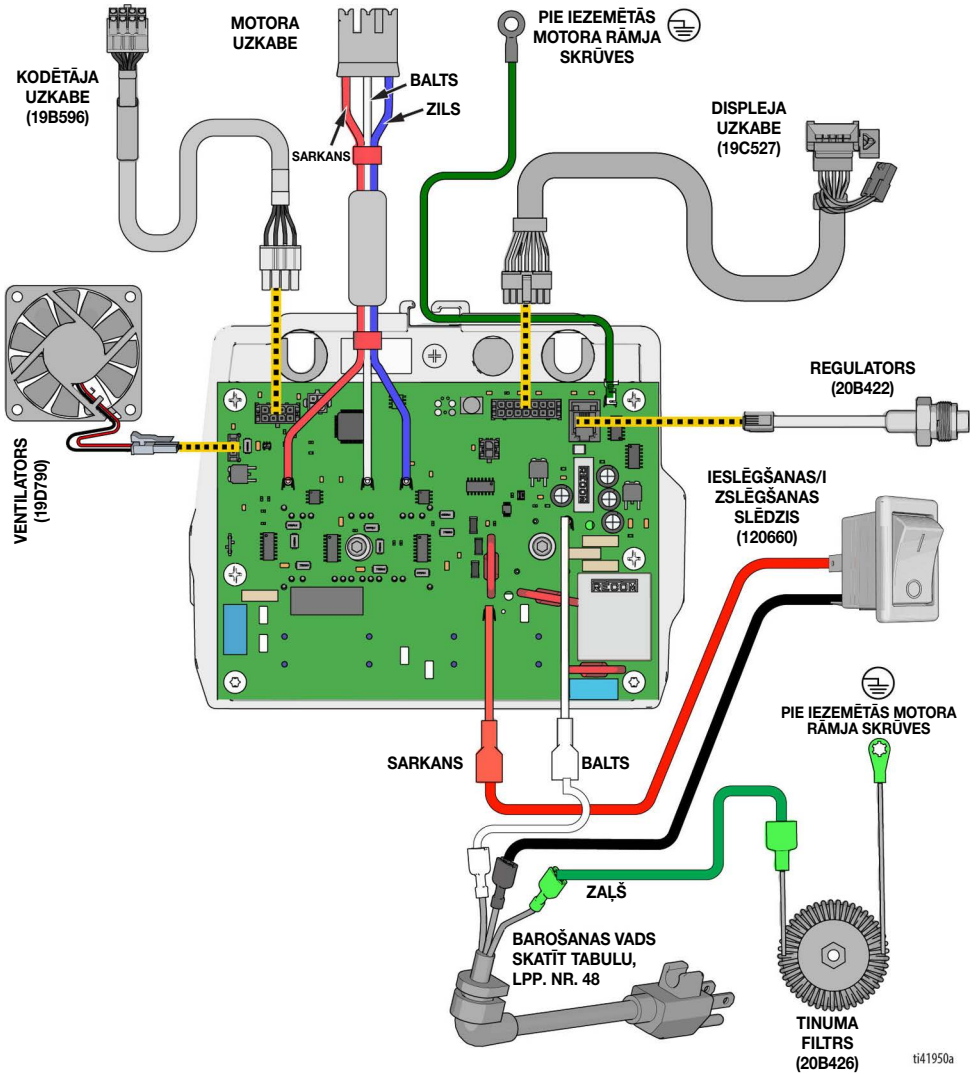 MOTORA
UZKABE
PIE IEZEMĒTĀS
MOTORA RĀMJA
SKRŪVES
KODĒTĀJA
UZKABE
(19B596)
BALTS
ZILS
SARKANS
DISPLEJA
UZKABE
(19C527)
VENTILATORS
(19D790)
REGULATORS
(20B422)
IESLĒGŠANAS/I
ZSLĒGŠANAS
SLĒDZIS
(120660)
RECOM
PIE IEZEMĒTĀS MOTORA
RĀMJA SKRŪVES
SARKANS
BALTS
ZAĻŠ
BAROŠANAS VADS
SKATĪT TABULU,
LPP. NR. 48
TINUMA
FILTRS
(20B426)
ti41950a